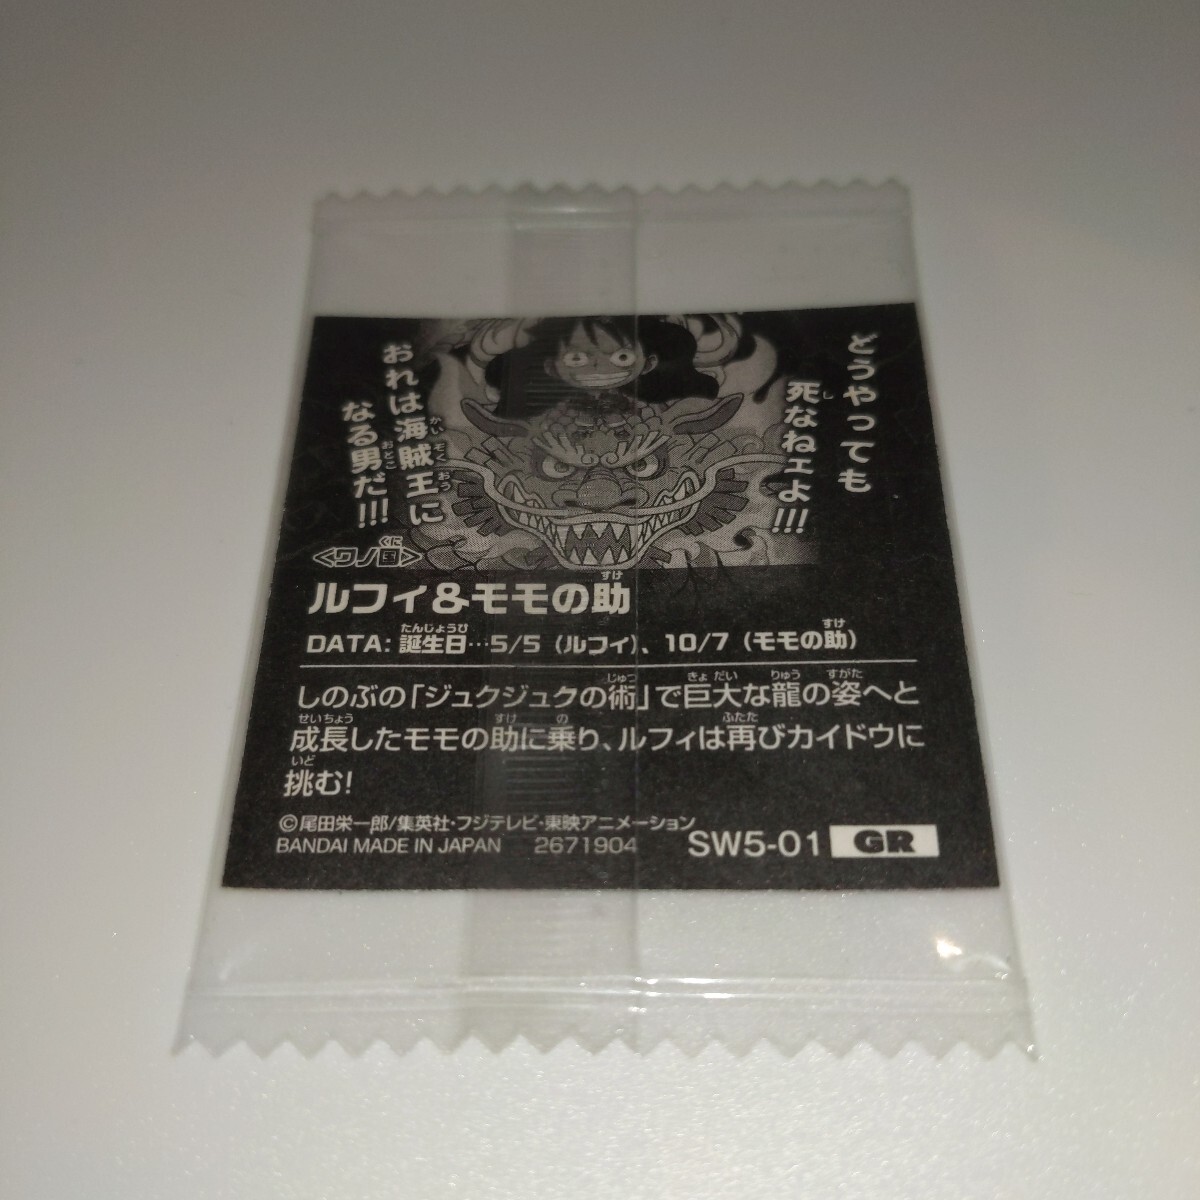 どうやっても
死なねェよ!!!
おれは海賊王に
なる男だ!!!
<ワノ国>
ルフィ&モモの助
DATA: 誕生日…5/5 (ルフィ)、10/7 (モモの助)
しのぶの「ジュクジュクの術」で巨大な龍の姿へと
成長したモモの助に乗り、ルフィは再びカイドウに
挑む!
©尾田栄一郎/集英社・フジテレビ・東映アニメーション
BANDAI MADE IN JAPAN 2671904 SW5-01 GR